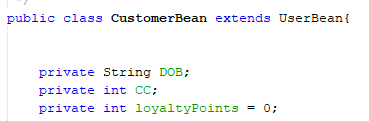 */
public class CustomerBean extends UserBean{
private String DOB;
private int CC;
private int loyaltyPoints = 0;